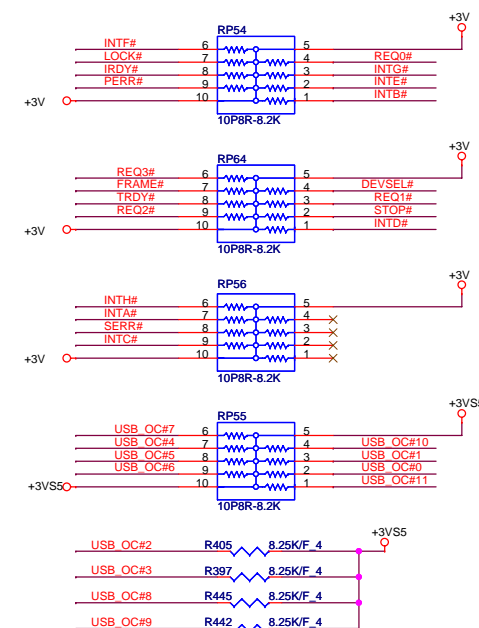 RP54
+3V
INTF# 6 5
LOCK# 7 4 REQ0#
IRDY# 8 3 INTG#
PERR# 9 2 INTE#
+3V 10 1 INTB#
10P8R-8.2K
RP64
+3V
REQ3# 6 5
FRAME# 7 4 DEVSEL#
TRDY# 8 3 REQ1#
REQ2# 9 2 STOP#
+3V 10 1 INTD#
10P8R-8.2K
RP56
+3V
INTH# 6 5
INTA# 7 4
SERR# 8 3
INTC# 9 2
+3V 10 1
10P8R-8.2K
RP55
+3VS5
USB_OC#7 6 5
USB_OC#4 7 4 USB_OC#10
USB_OC#5 8 3 USB_OC#1
USB_OC#6 9 2 USB_OC#0
+3VS5 10 1 USB_OC#11
10P8R-8.2K
+3VS5
USB_OC#2 R405 8.25K/F_4
USB_OC#3 R397 8.25K/F_4
USB_OC#8 R445 8.25K/F_4
USB_OC#9 R442 8.25K/F_4